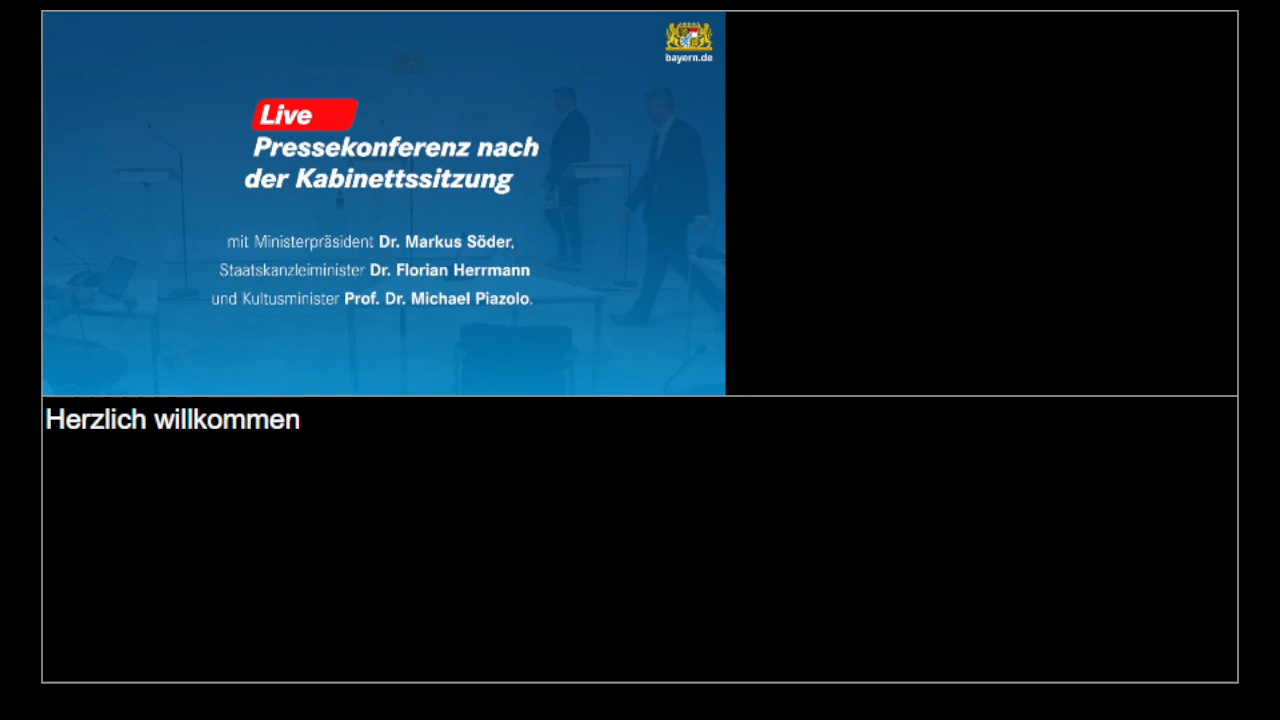 bayern.de
Live
Pressekonferenz nach
der Kabinettssitzung
mit Ministerpräsident Dr. Markus Söder,
Staatskanzleiminister Dr. Florian Herrmann
und Kultusminister Prof. Dr. Michael Piazolo.
Herzlich willkommen